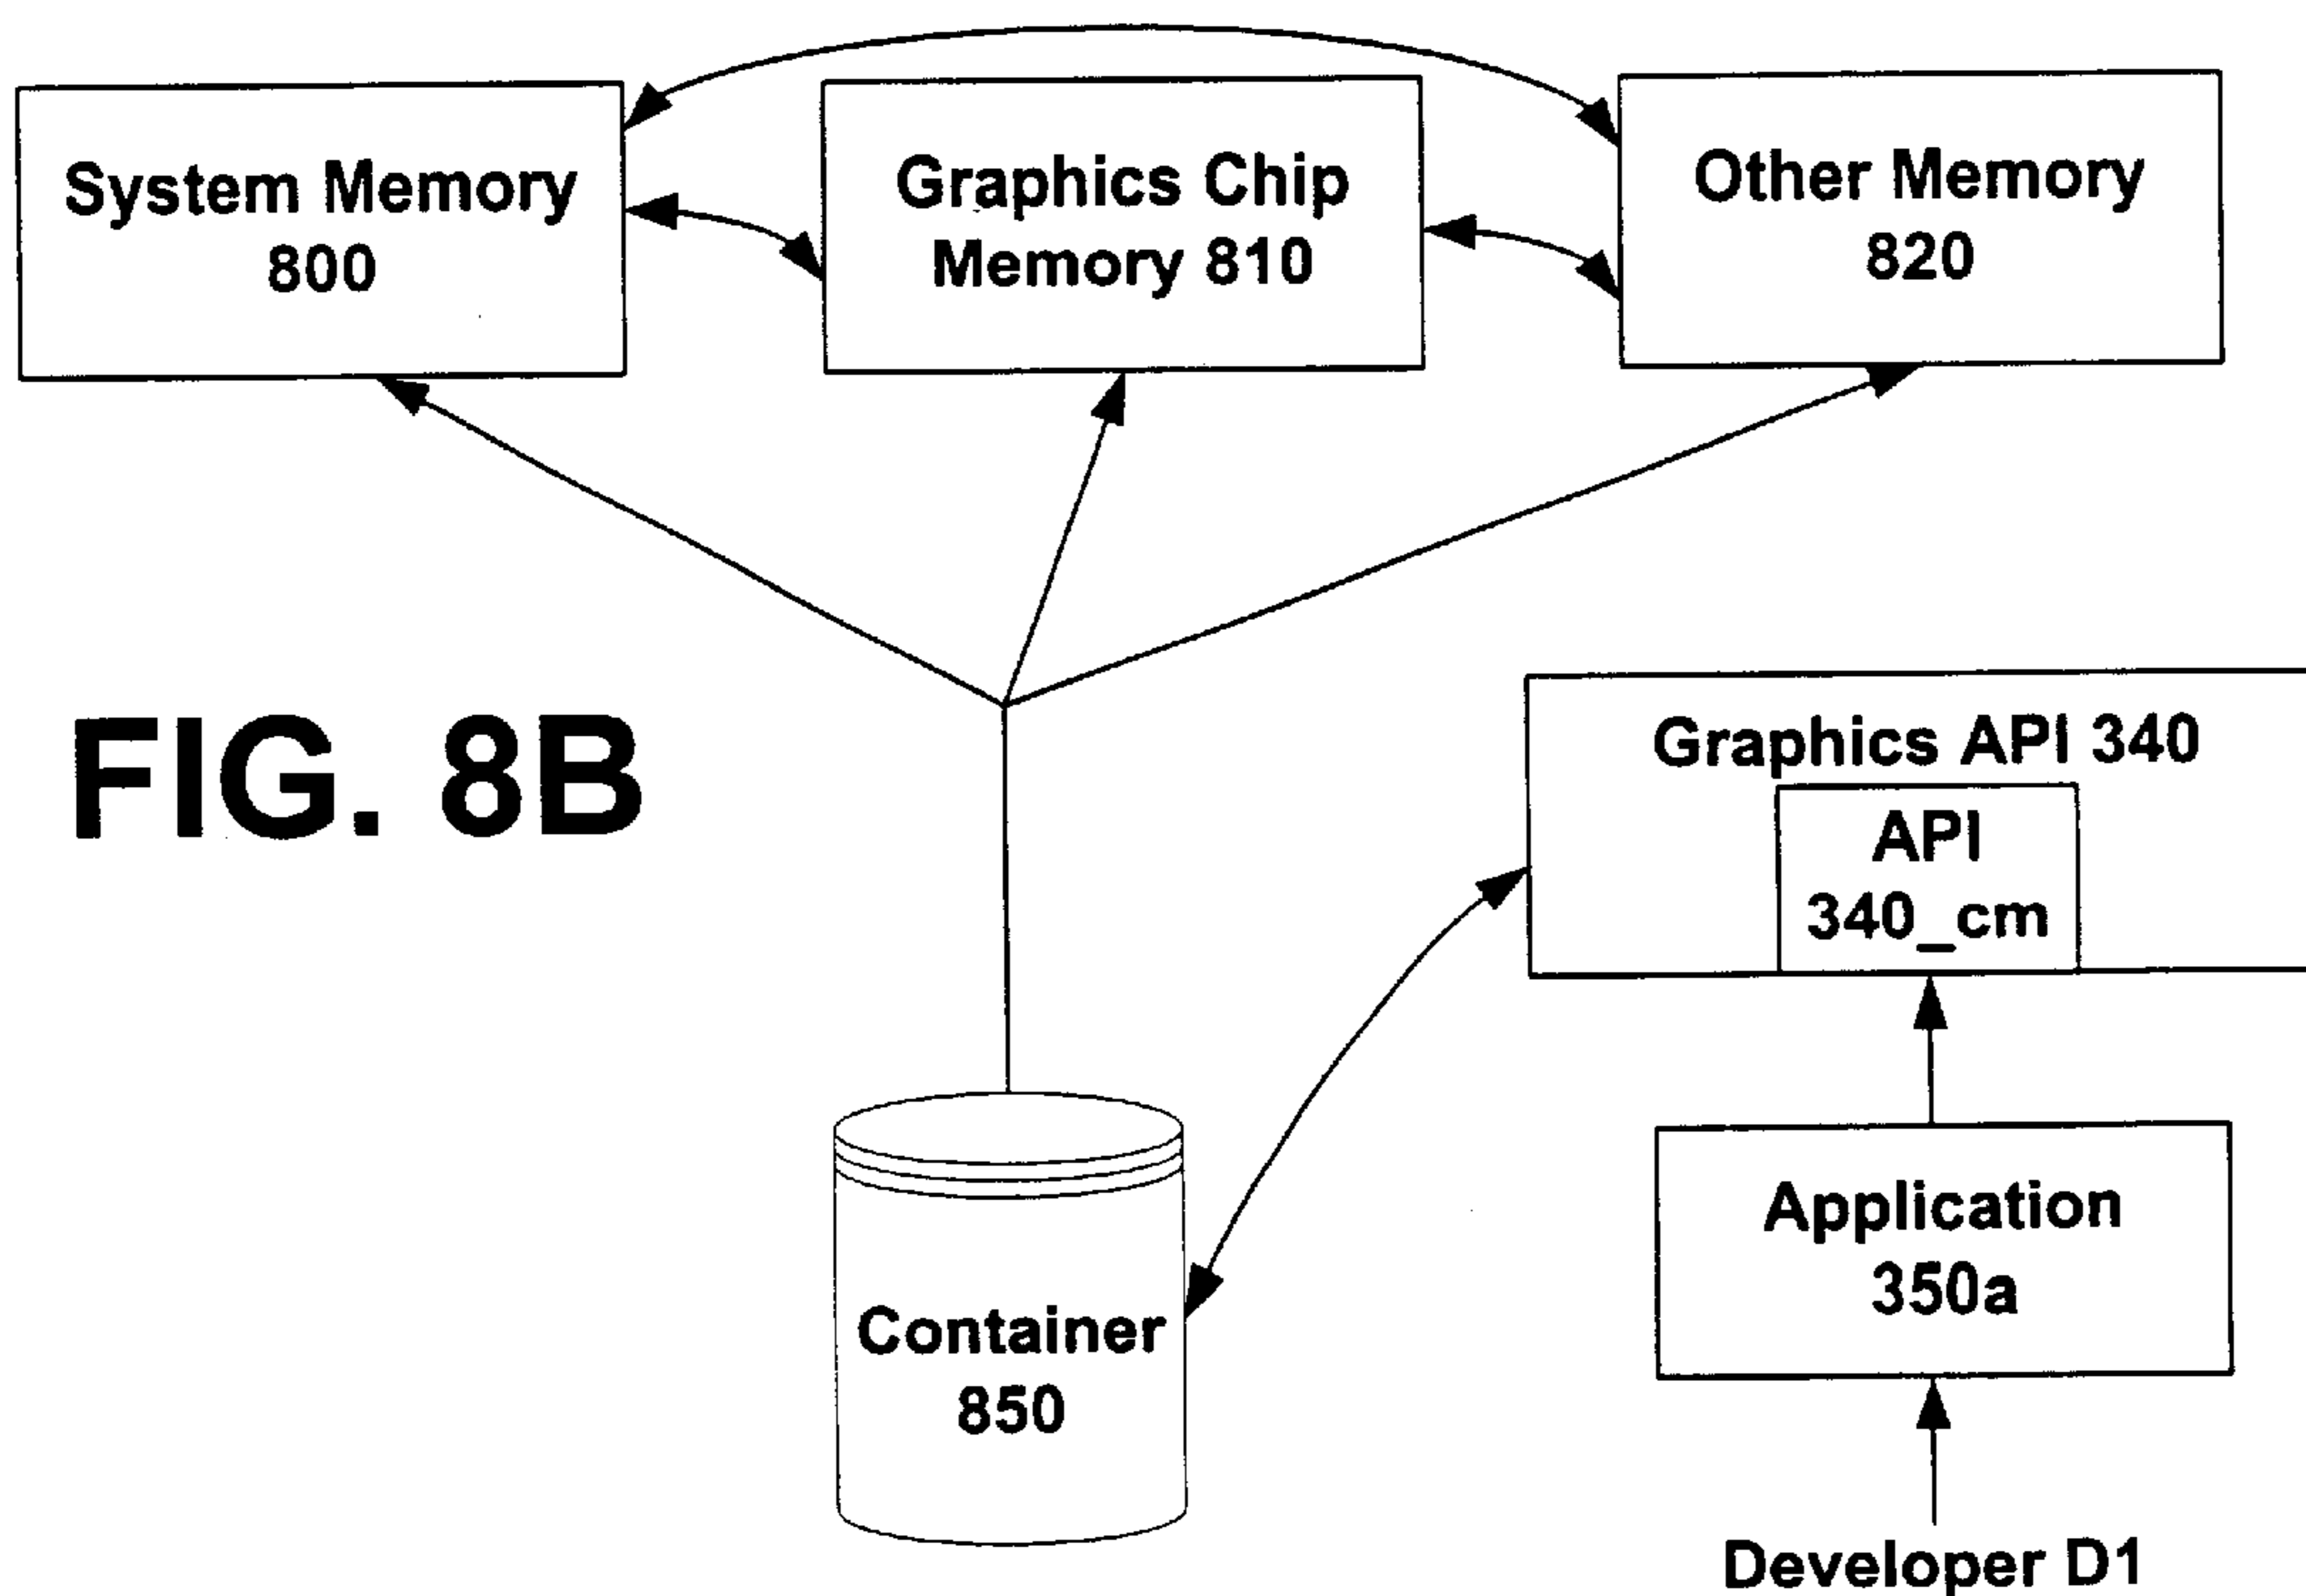 System Memory
800
Graphics Chip
Memory 810
Other Memory
820
FIG. 8B
Graphics API 340
API
340_cm
Application
350a
Container
850
Developer D1